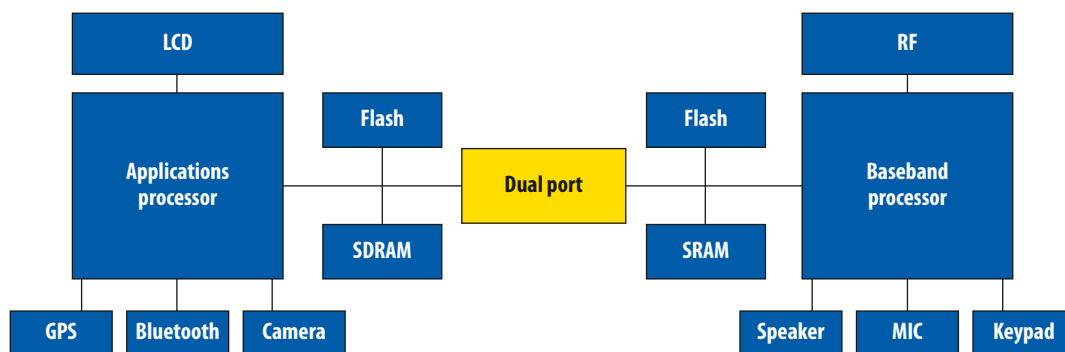 LCD
RF
Flash
Flash
Applications
processor
Dual port
Baseband
processor
SDRAM
SRAM
GPS
Bluetooth
Camera
Speaker
MIC
Keypad